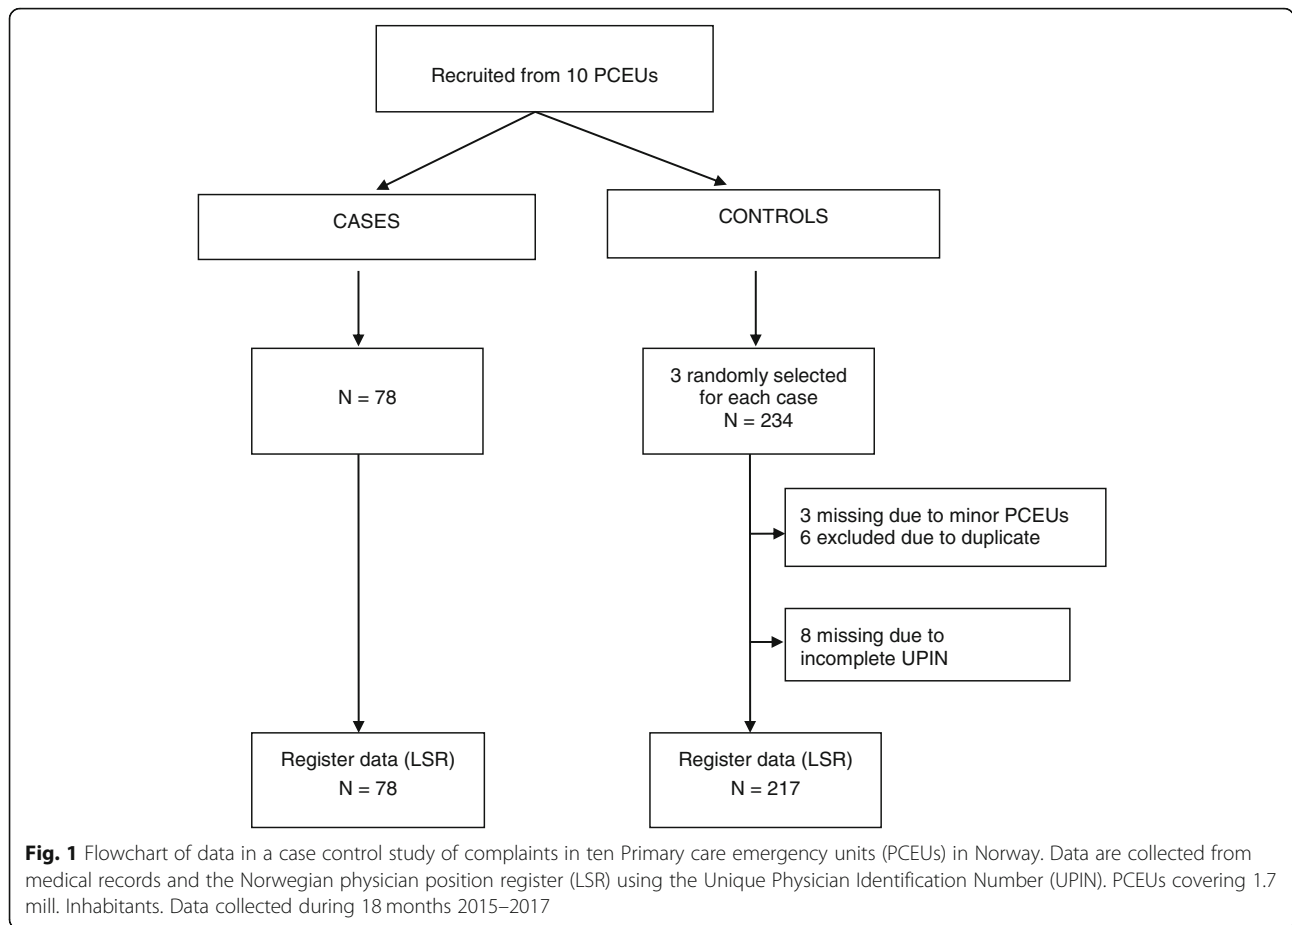 Recruited from 10 PCEUs
CASES
CONTROLS
N = 78
3 randomly selected
for each case
N = 234
3 missing due to minor PCEUs
6 excluded due to duplicate
8 missing due to
incomplete UPIN
Register data (LSR)
N = 78
Register data (LSR)
N = 217
Fig. 1 Flowchart of data in a case control study of complaints in ten Primary care emergency units (PCEUs) in Norway. Data are collected from
medical records and the Norwegian physician position register (LSR) using the Unique Physician Identification Number (UPIN). PCEUs covering 1.7
mill. Inhabitants. Data collected during 18 months 2015–2017